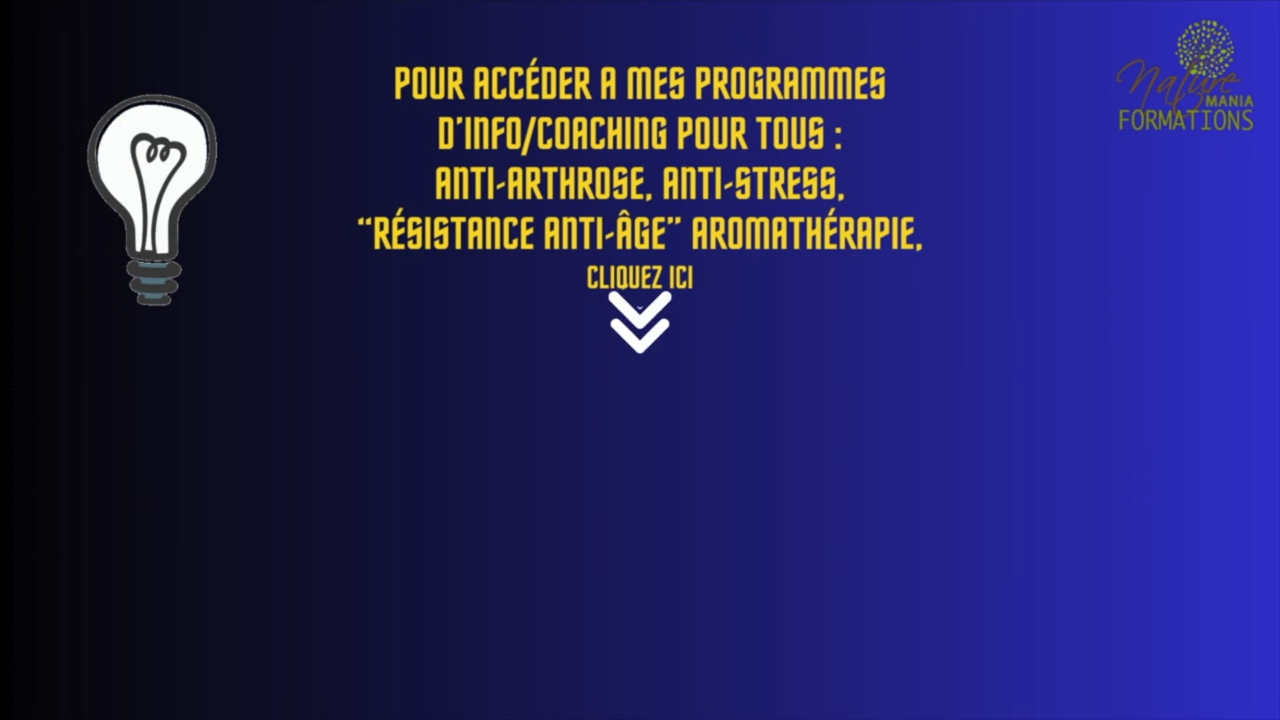 POUR ACCÉDER A MES PROGRAMMES
D'INFO/COACHING POUR TOUS :
ANTI-ARTHROSE, ANTI-STRESS,
“RÉSISTANCE ANTI-ÂGE” AROMATHÉRAPIE,
CLIQUEZ ICI
Nature
MANIA
FORMATIONS